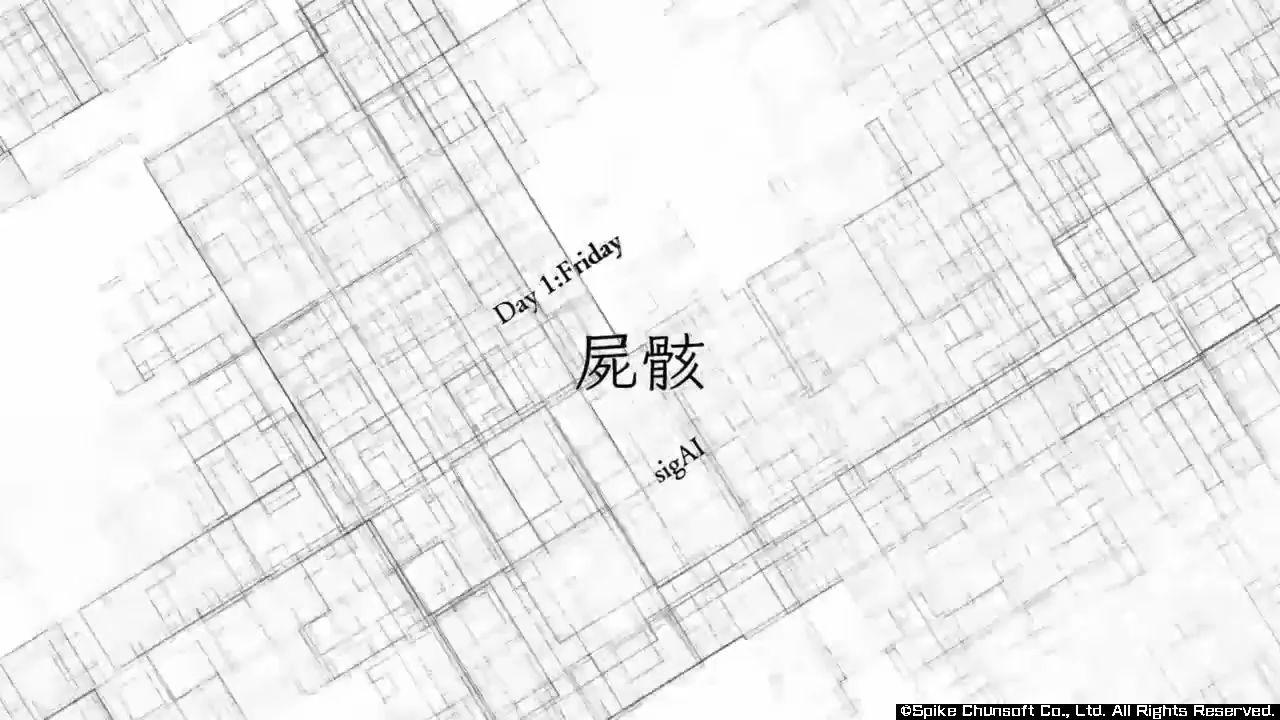 Day 1:Friday
屍骸
sigAI
©Spike Chunsoft Co., Ltd. All Rights Reserved.